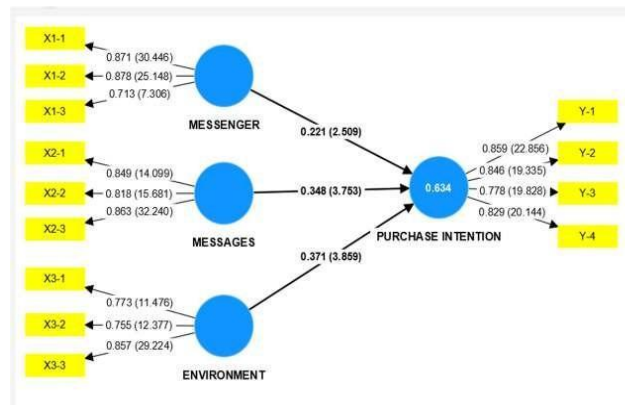 X1-1
0.871 (30.446)
X1-2
0.878 (25.148)
0.713 (7.306)
X1-3
MESSENGER
0.221 (2.509)
X2-1
0.849 (14.099)
X2-2
0.818 (15.681)
0.863 (32.240)
X2-3
MESSAGES
0.348 (3.753)
X3-1
0.773 (11.476)
X3-2
0.755 (12.377)
0.857 (29.224)
X3-3
ENVIRONMENT
0.371 (3.859)
0.634
PURCHASE INTENTION
Y-1
0.859 (22.856)
Y-2
0.846 (19.335)
0.778 (19.828)
Y-3
0.829 (20.144)
Y-4